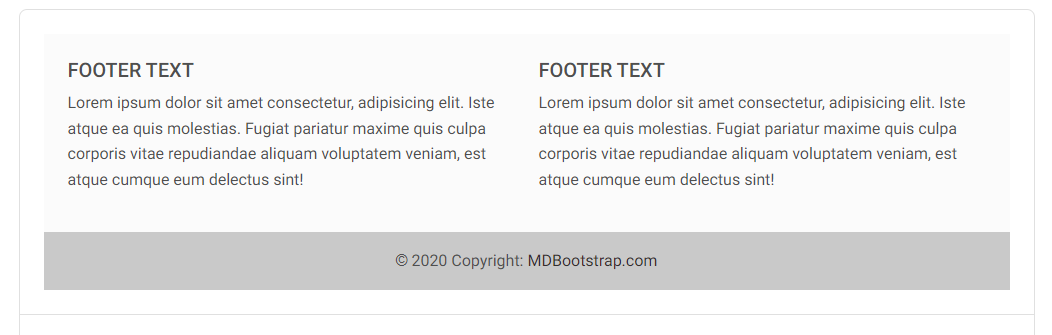 FOOTER TEXT
Lorem ipsum dolor sit amet consectetur, adipisicing elit. Iste
atque ea quis molestias. Fugiat pariatur maxime quis culpa
corporis vitae repudiandae aliquam voluptatem veniam, est
atque cumque eum delectus sint!
FOOTER TEXT
Lorem ipsum dolor sit amet consectetur, adipisicing elit. Iste
atque ea quis molestias. Fugiat pariatur maxime quis culpa
corporis vitae repudiandae aliquam voluptatem veniam, est
atque cumque eum delectus sint!
© 2020 Copyright: MDBootstrap.com